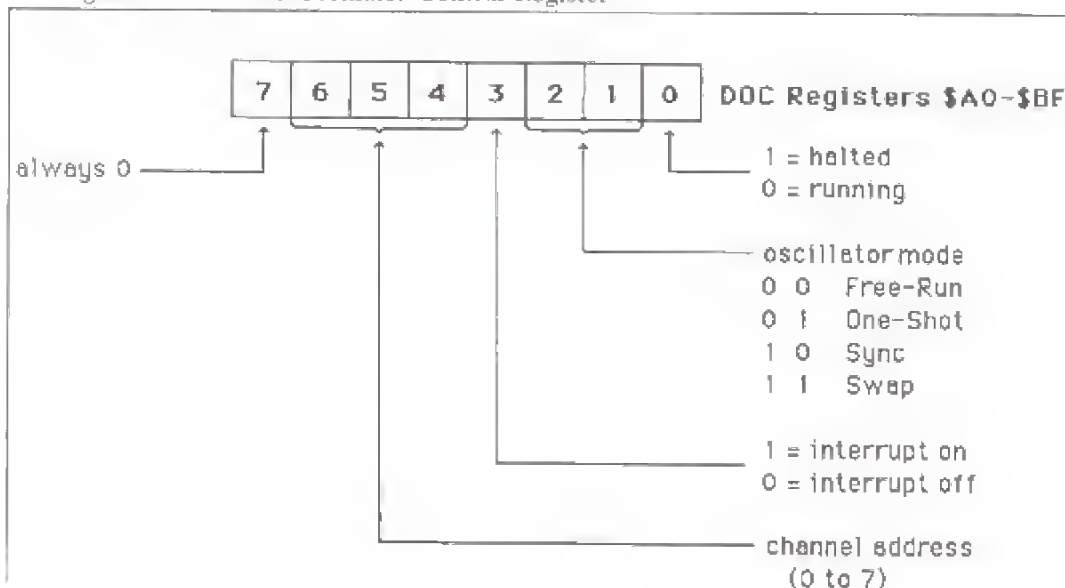 Register
7 6 5 4 3 2 1 0 DOC Registers $A0-$BF
always 0
1 = halted
0 = running
oscillator mode
0 0 Free-Run
0 1 One-Shot
1 0 Sync
1 1 Swap
1 = interrupt on
0 = interrupt off
channel address
(0 to 7)